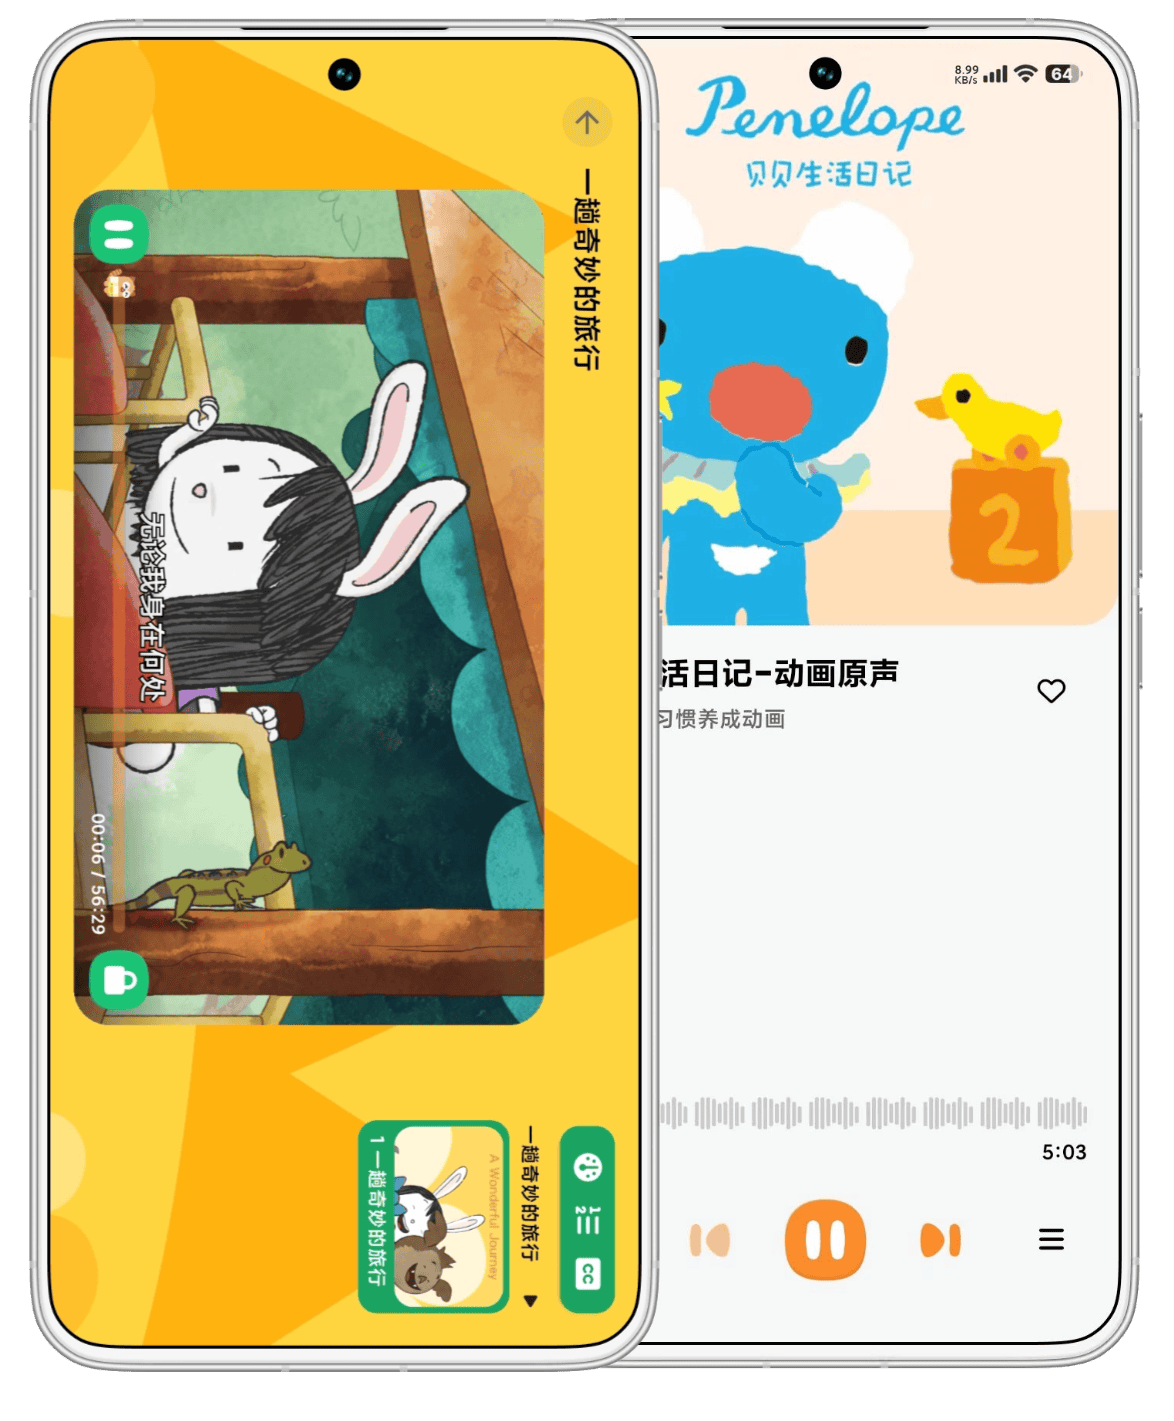 一趟奇妙的旅行
无论我身在何处
00:06 / 56:29
1
2
CC
一趟奇妙的旅行
A Wonderful Journey
1 一趟奇妙的旅行
8.99
KB/s
64
Penelope
贝贝生活日记
2
活日记-动画原声
习惯养成动画
5:03